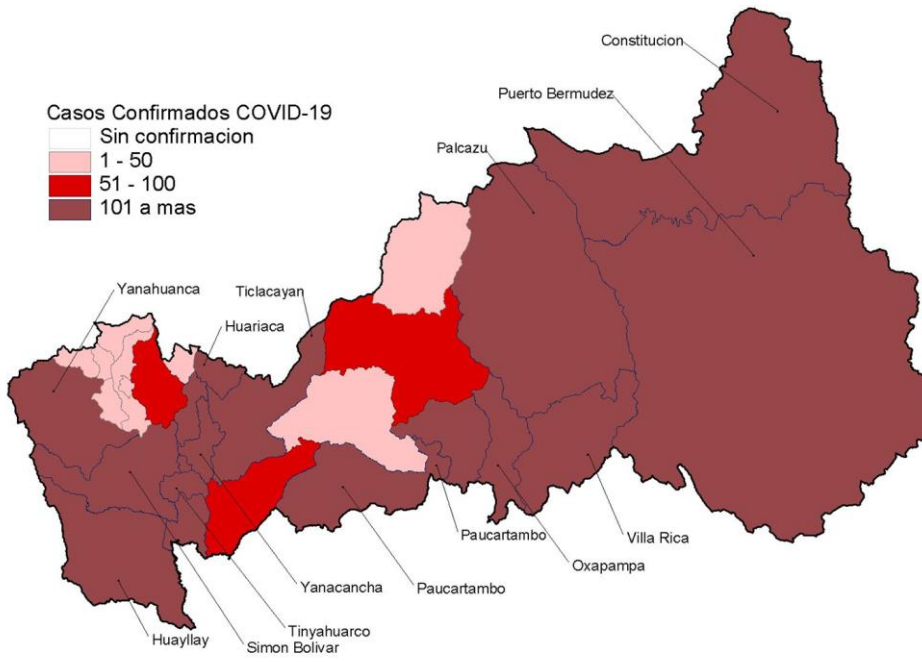 Constitucion
Puerto Bermudez
Casos Confirmados COVID-19
Sin confirmacion
1 - 50
51 - 100
101 a mas
Palcazu
Yanahuanca
Ticlacayan
Huariaca
Paucartambo
Villa Rica
Oxapampa
Yanacancha
Paucartambo
Tinyahuarco
Huayllay
Simon Bolivar